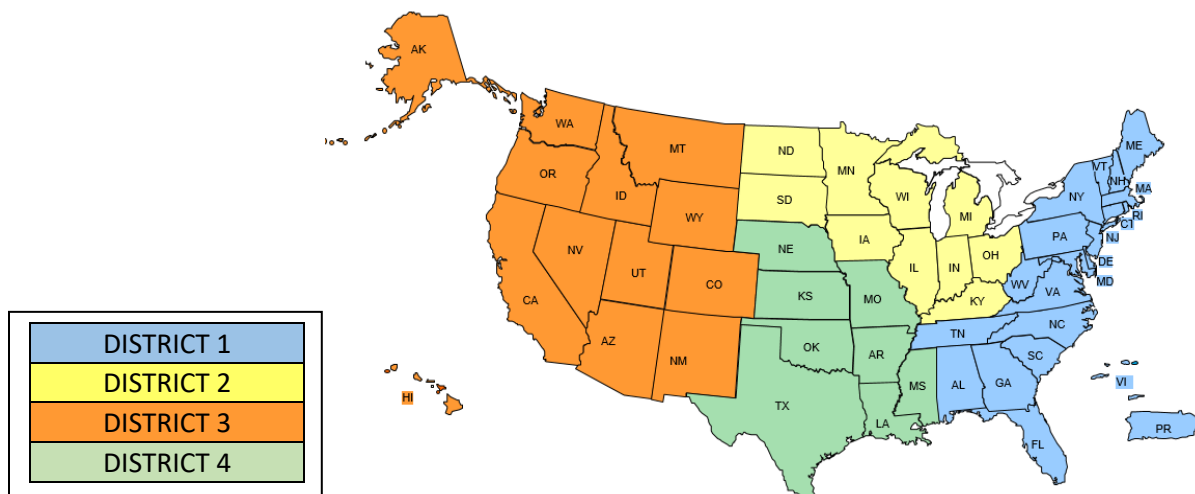 AK
WA
MT
ND
MN
ME
VT
NH
MA
OR
ID
SD
WI
MI
NY
RI
CT
WY
IA
PA
NJ
NV
UT
NE
IL
IN
OH
DE
MD
CA
CO
KS
MO
WV
VA
KY
AZ
NM
OK
AR
TN
NC
SC
TX
LA
MS
AL
GA
VI
HI
FL
PR
DISTRICT 1
DISTRICT 2
DISTRICT 3
DISTRICT 4